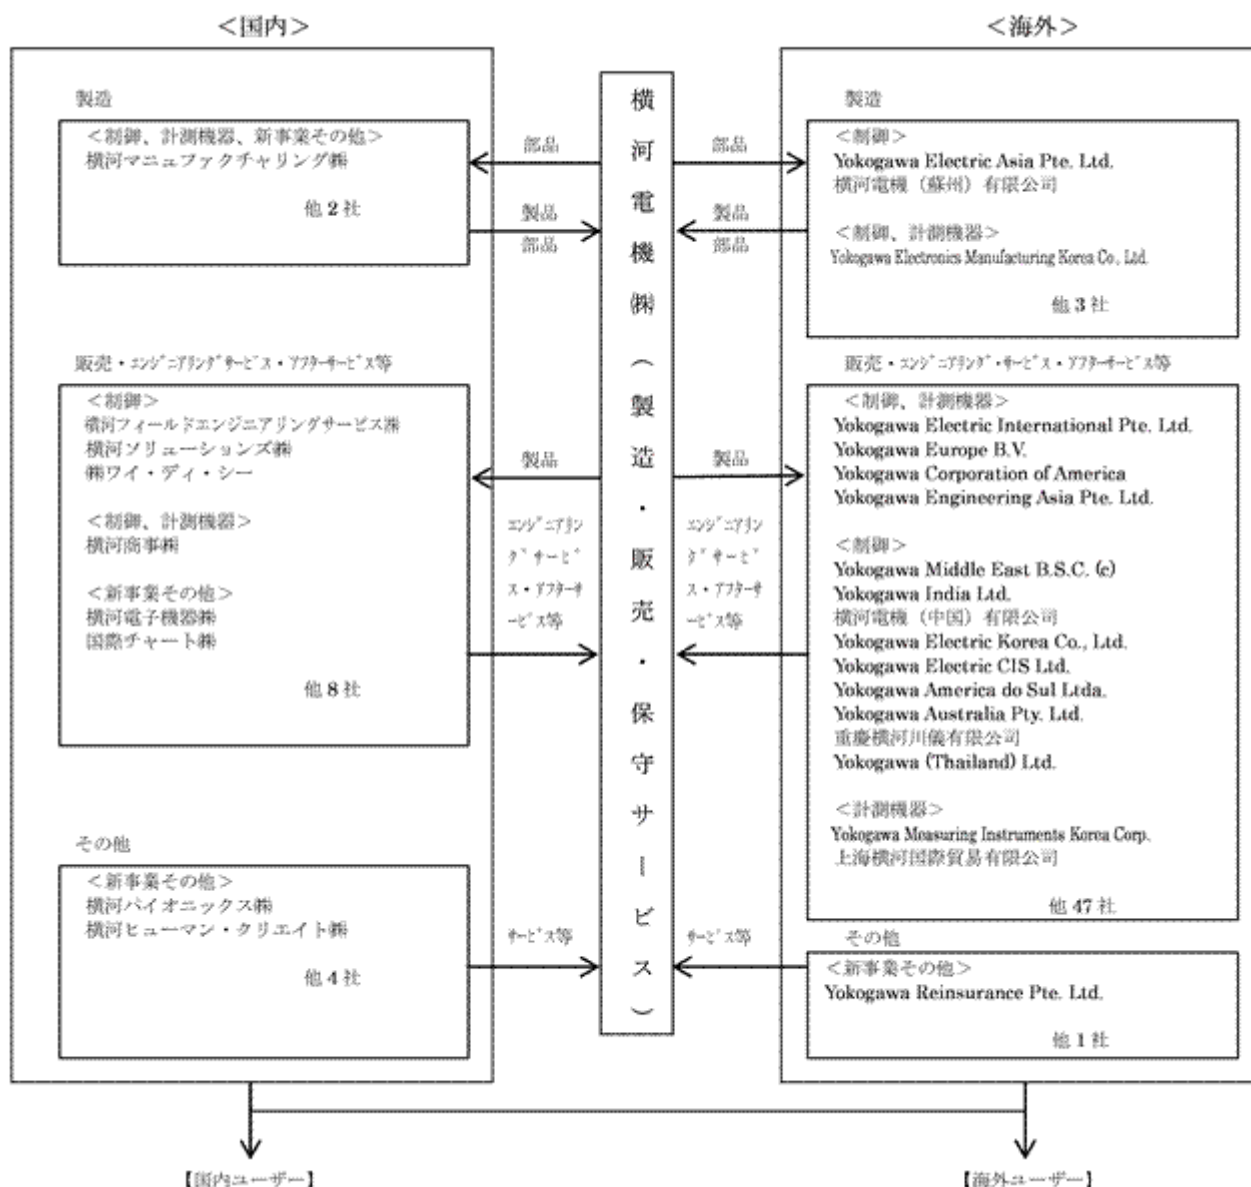 ＜国内＞
製造
＜制御、計測機器、新事業その他＞
横河マニュファクチャリング㈱
他 2 社
販売・ｴﾝｼﾞﾆｱﾘﾝｸﾞｻｰﾋﾞｽ・ｱﾌﾀｰｻｰﾋﾞｽ等
＜制御＞
横河フィールドエンジニアリングサービス㈱
横河ソリューションズ㈱
㈱ワイ・ディ・シー
＜制御、計測機器＞
横河商事㈱
＜新事業その他＞
横河電子機器㈱
国際チャート㈱
他 8 社
その他
＜新事業その他＞
横河パイオニックス㈱
横河ヒューマン・クリエイト㈱
他 4 社
部品
製品
部品
製品
ｴﾝｼﾞﾆｱﾘﾝ
ｸﾞｻｰﾋﾞ
ｽ・ｱﾌﾀｰｻ
ｰﾋﾞｽ等
ｻｰﾋﾞｽ等
横河電機㈱（製造・販売・保守サービス）
部品
製品
部品
製品
ｴﾝｼﾞﾆｱﾘﾝ
ｸﾞｻｰﾋﾞ
ｽ・ｱﾌﾀｰｻ
ｰﾋﾞｽ等
ｻｰﾋﾞｽ等
＜海外＞
製造
＜制御＞
Yokogawa Electric Asia Pte. Ltd.
横河電機（蘇州）有限公司
＜制御、計測機器＞
Yokogawa Electronics Manufacturing Korea Co., Ltd.
他 3 社
販売・ｴﾝｼﾞﾆｱﾘﾝｸﾞ・ｻｰﾋﾞｽ・ｱﾌﾀｰｻｰﾋﾞｽ等
＜制御、計測機器＞
Yokogawa Electric International Pte. Ltd.
Yokogawa Europe B.V.
Yokogawa Corporation of America
Yokogawa Engineering Asia Pte. Ltd.
＜制御＞
Yokogawa Middle East B.S.C. (c)
Yokogawa India Ltd.
横河電機（中国）有限公司
Yokogawa Electric Korea Co., Ltd.
Yokogawa Electric CIS Ltd.
Yokogawa America do Sul Ltda.
Yokogawa Australia Pty. Ltd.
重慶横河川儀有限公司
Yokogawa (Thailand) Ltd.
＜計測機器＞
Yokogawa Measuring Instruments Korea Corp.
上海横河国際貿易有限公司
他 47 社
その他
＜新事業その他＞
Yokogawa Reinsurance Pte. Ltd.
他 1 社
【国内ユーザー】
【海外ユーザー】